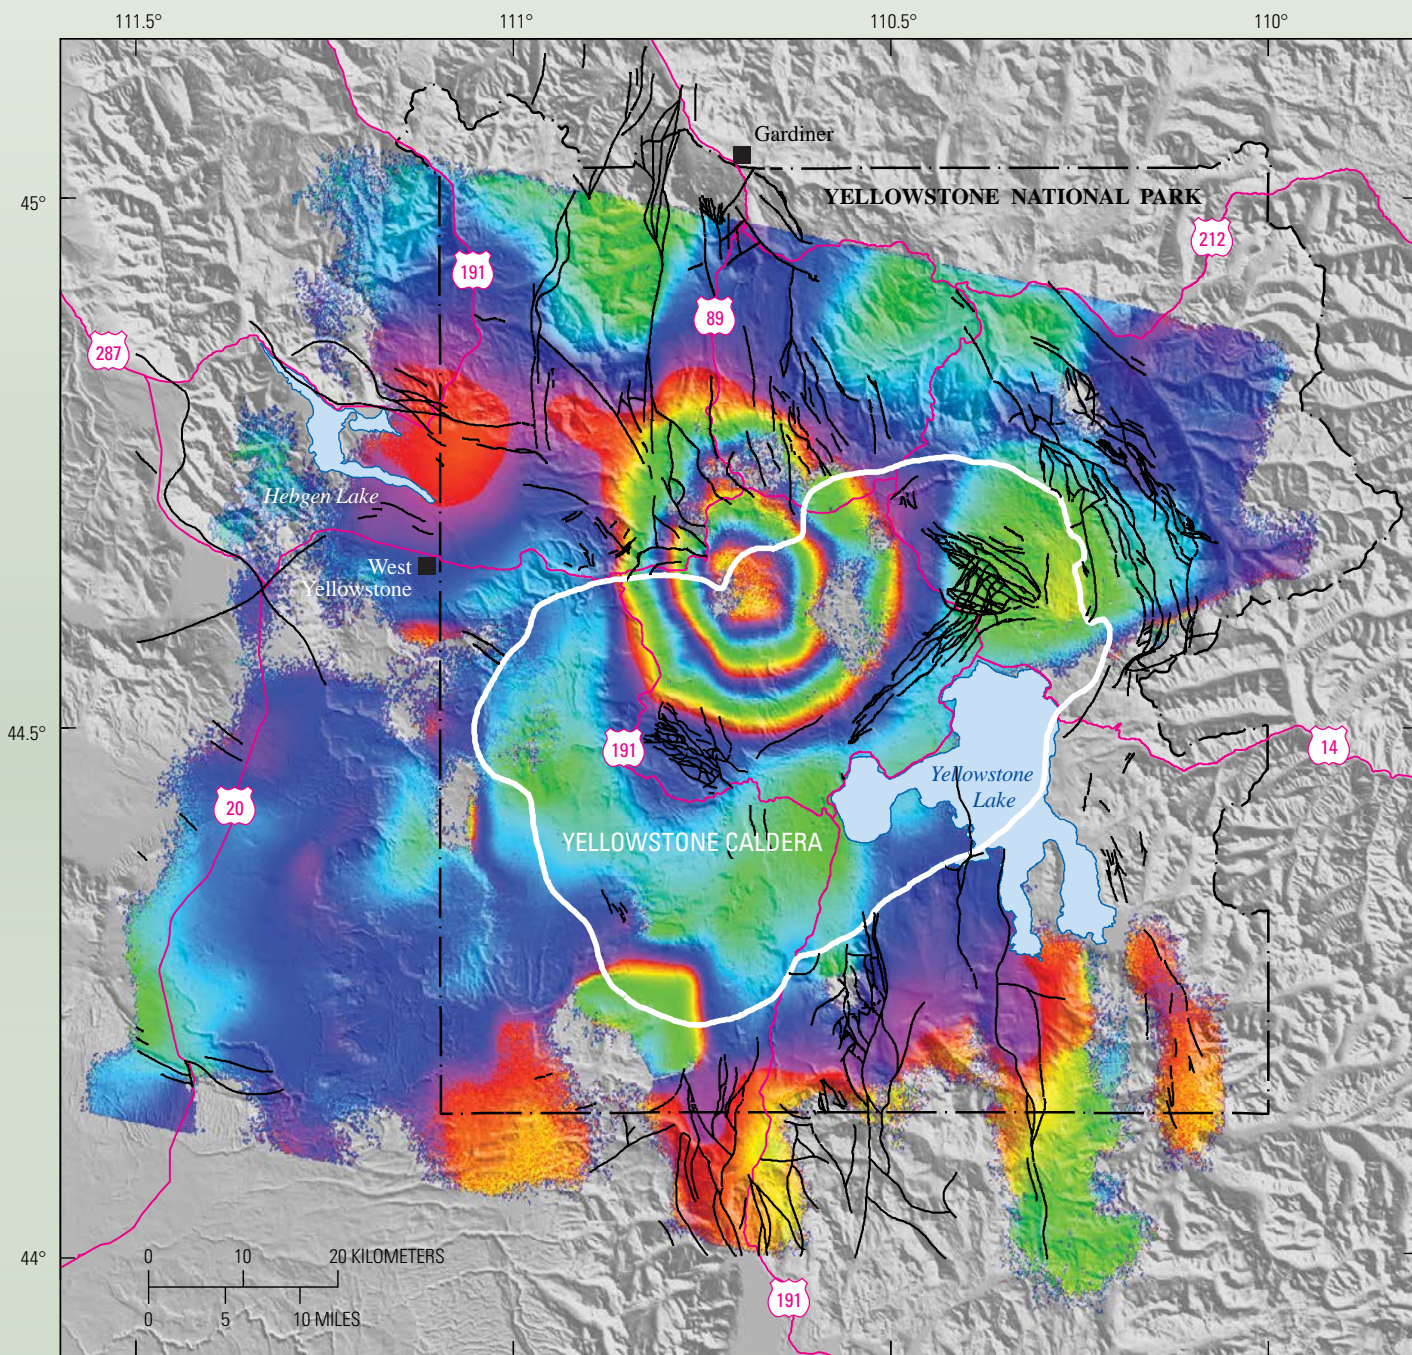 111.5°
111°
110.5°
110°
Gardiner
YELLOWSTONE NATIONAL PARK
45°
212
191
89
287
Hebgen Lake
West
Yellowstone
44.5°
191
14
Yellowstone
Lake
20
YELLOWSTONE CALDERA
44°
0 10 20 KILOMETERS
0 5 10 MILES
191